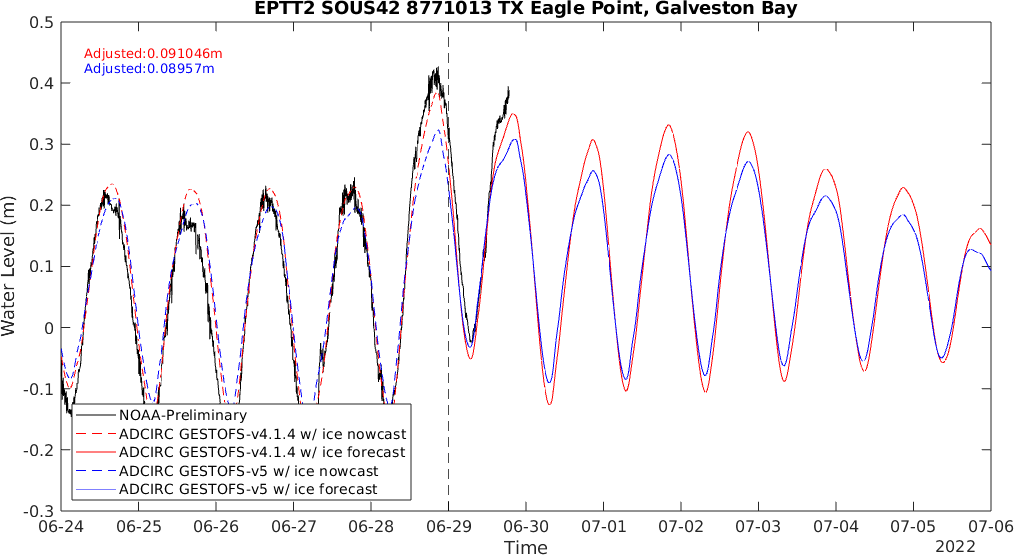 EPTT2 SOUS42 8771013 TX Eagle Point, Galveston Bay
Adjusted:0.091046m
Adjusted:0.08957m
Water Level (m)
0.5
0.4
0.3
0.2
0.1
0
-0.1
-0.2
-0.3
NOAA-Preliminary
ADCIRC GESTOFS-v4.1.4 w/ ice nowcast
ADCIRC GESTOFS-v4.1.4 w/ ice forecast
ADCIRC GESTOFS-v5 w/ ice nowcast
ADCIRC GESTOFS-v5 w/ ice forecast
06-24 06-25 06-26 06-27 06-28 06-29 06-30 07-01 07-02 07-03 07-04 07-05 07-06
Time
2022